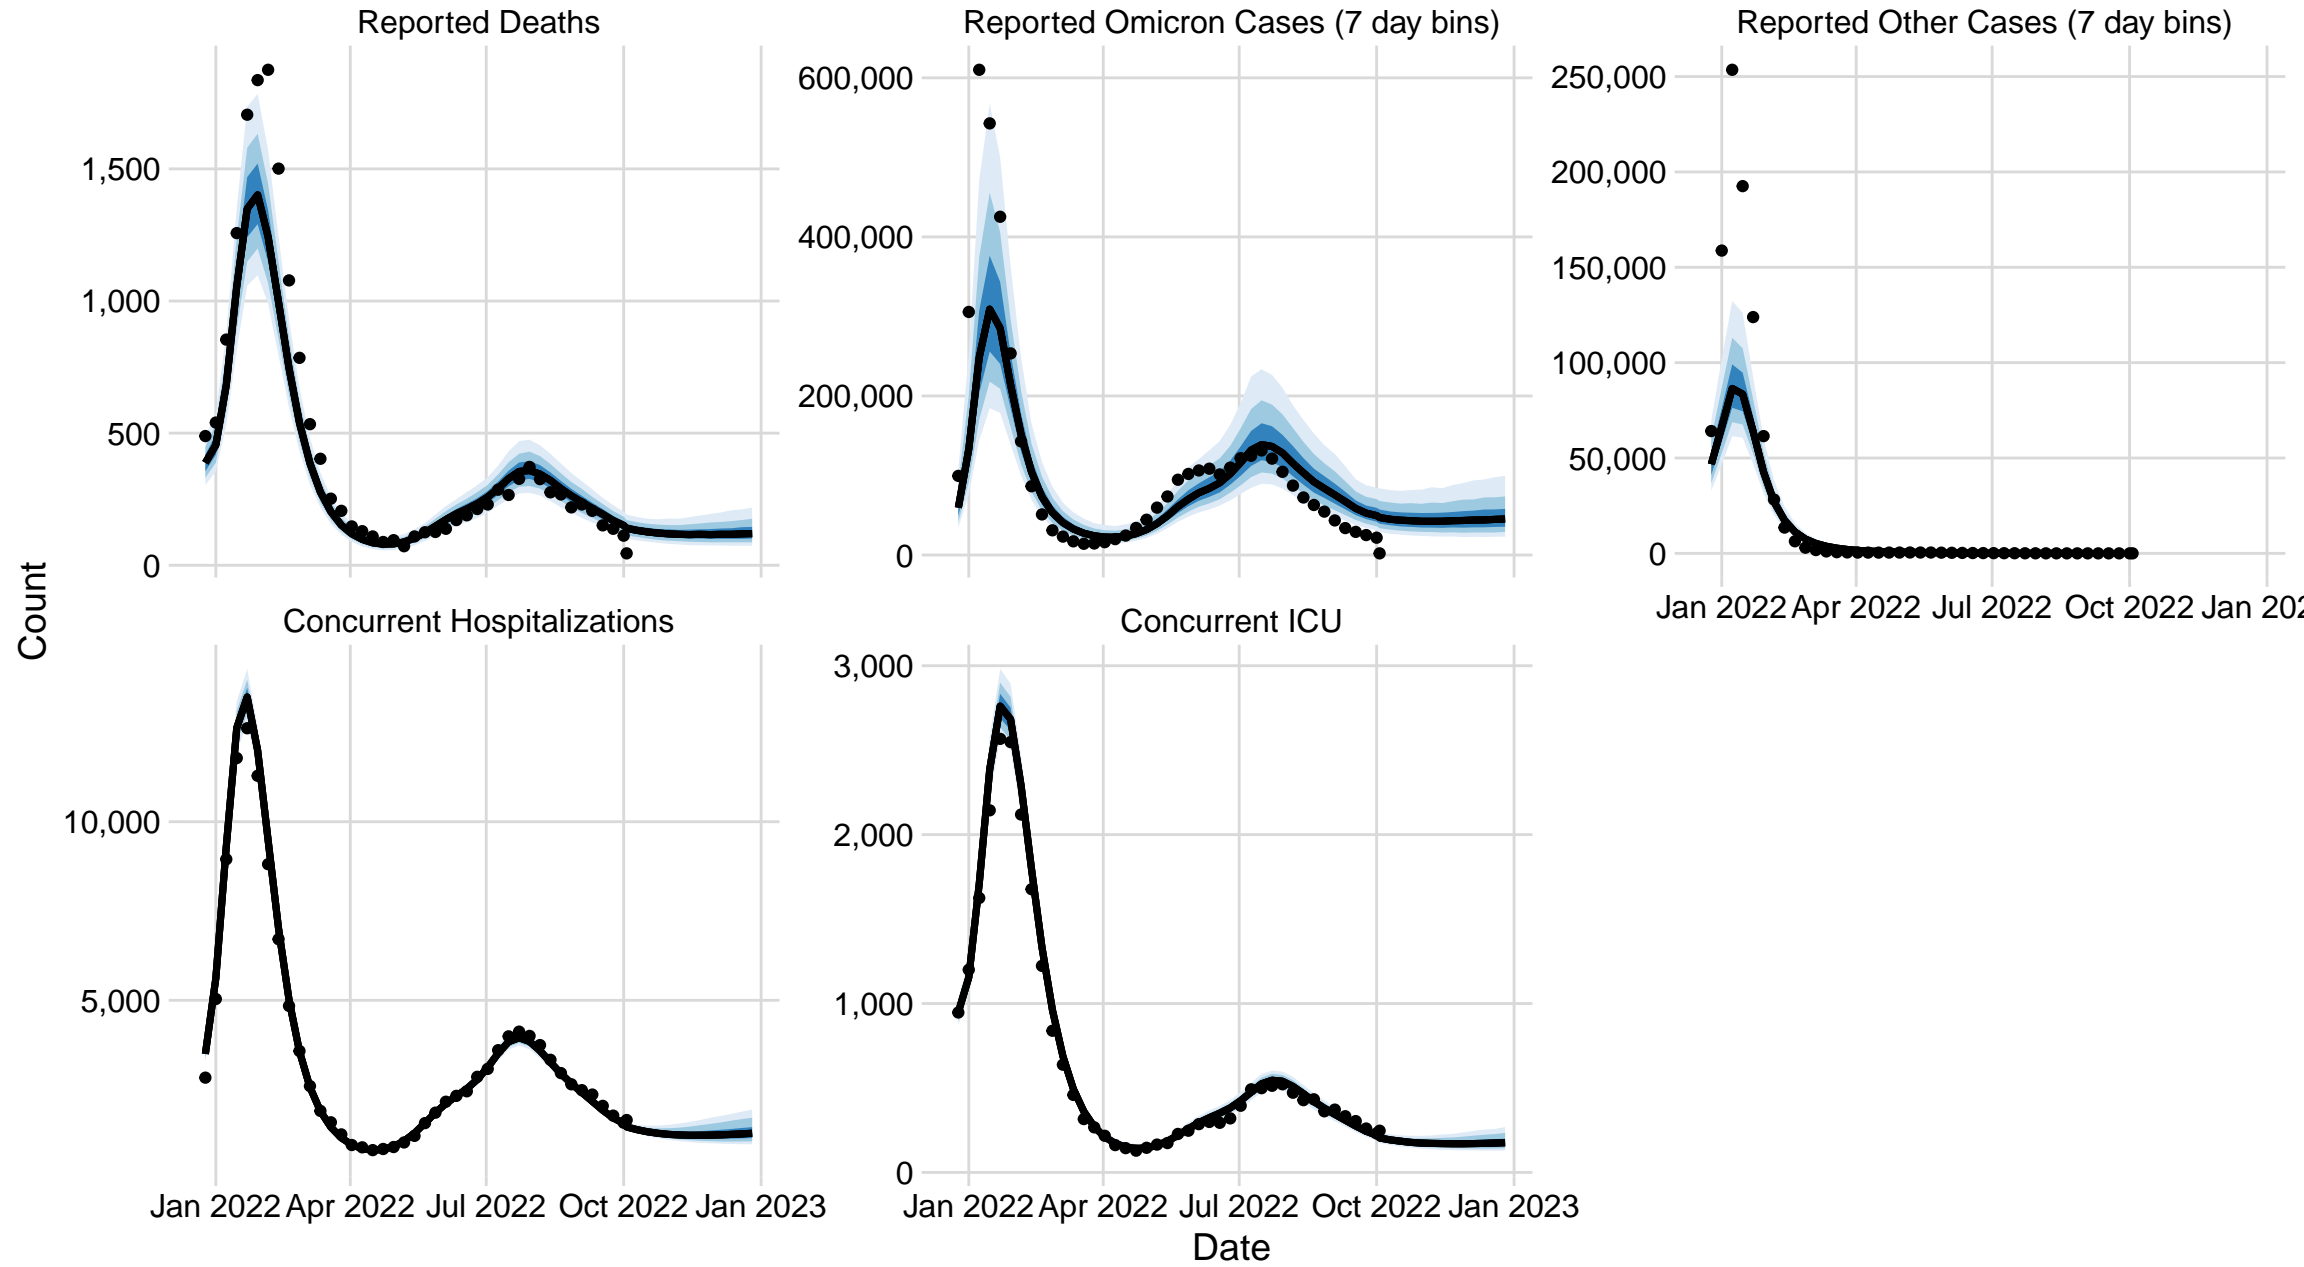 Reported Deaths
Reported Omicron Cases (7 day bins)
Reported Other Cases (7 day bins)
1,500
1,000
500
0
600,000
400,000
200,000
0
250,000
200,000
150,000
100,000
50,000
0
Jan 2022 Apr 2022 Jul 2022 Oct 2022 Jan 202
Count
Concurrent Hospitalizations
Concurrent ICU
10,000
5,000
3,000
2,000
1,000
0
Jan 2022 Apr 2022 Jul 2022 Oct 2022 Jan 2023
Jan 2022 Apr 2022 Jul 2022 Oct 2022 Jan 2023
Date